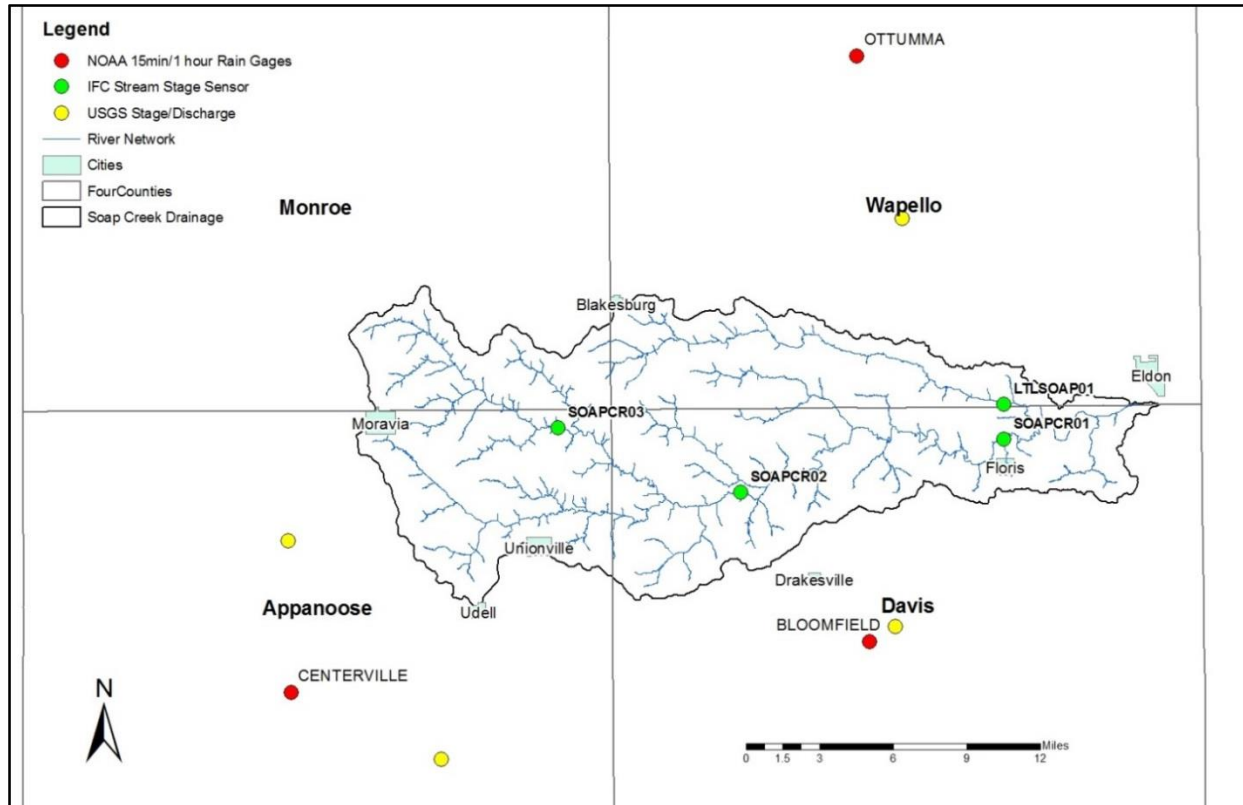 Legend
NOAA 15min/1 hour Rain Gages
IFC Stream Stage Sensor
USGS Stage/Discharge
River Network
Cities
FourCounties
Soap Creek Drainage
OTTUMMA
Monroe
Wapello
Blakesburg
Eldon
LTLSOAP01
SOAPCR03
Moravia
SOAPCR01
Floris
SOAPCR02
Unionville
Drakesville
Udell
Appanoose
Davis
BLOOMFIELD
CENTERVILLE
N
Miles
0 1.5 3 6 9 12